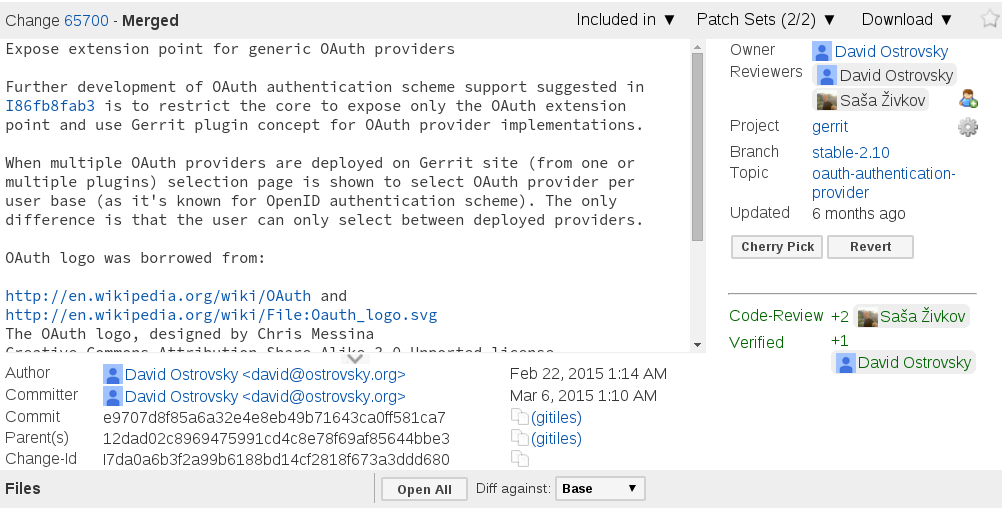 Change 65700 - Merged
Included in ▼ Patch Sets (2/2) ▼ Download ▼
Expose extension point for generic OAuth providers
Further development of OAuth authentication scheme support suggested in
I86fb8fab3 is to restrict the core to expose only the OAuth extension
point and use Gerrit plugin concept for OAuth provider implementations.
When multiple OAuth providers are deployed on Gerrit site (from one or
multiple plugins) selection page is shown to select OAuth provider per
user base (as it's known for OpenID authentication scheme). The only
difference is that the user can only select between deployed providers.
OAuth logo was borrowed from:
http://en.wikipedia.org/wiki/OAuth and
http://en.wikipedia.org/wiki/File:Oauth_logo.svg
The OAuth logo, designed by Chris Messina
Creative Commons Attribution-Share Alike 3.0 Unported license
Owner David Ostrovsky
Reviewers David Ostrovsky
Saša Živkov
Project gerrit
Branch stable-2.10
Topic oauth-authentication-
provider
Updated 6 months ago
Cherry Pick Revert
Code-Review +2 Saša Živkov
Verified +1
David Ostrovsky
Author David Ostrovsky <david@ostrovsky.org> Feb 22, 2015 1:14 AM
Committer David Ostrovsky <david@ostrovsky.org> Mar 6, 2015 1:10 AM
Commit e9707d8f85a6a32e4e8eb49b71643ca0ff581ca7 (gitiles)
Parent(s) 12dad02c8969475991cd4c8e78f69af85644bbe3 (gitiles)
Change-Id I7da0a6b3f2a99b6188bd14cf2818f673a3ddd680
Files Open All Diff against: Base ▼